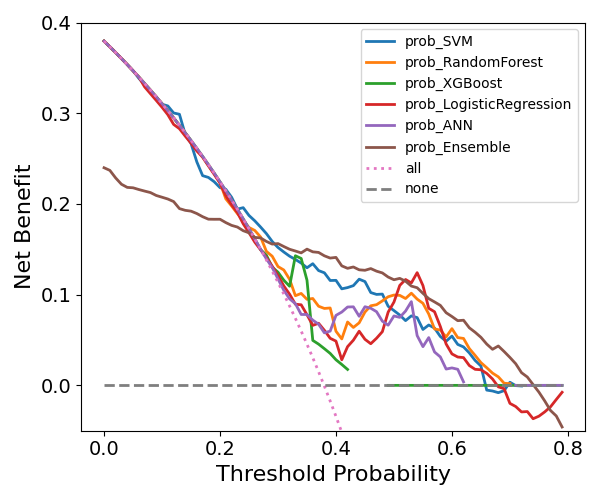 prob_SVM
prob_RandomForest
prob_XGBoost
prob_LogisticRegression
prob_ANN
prob_Ensemble
all
none
Net Benefit
0.4
0.3
0.2
0.1
0.0
0.0 0.2 0.4 0.6 0.8
Threshold Probability